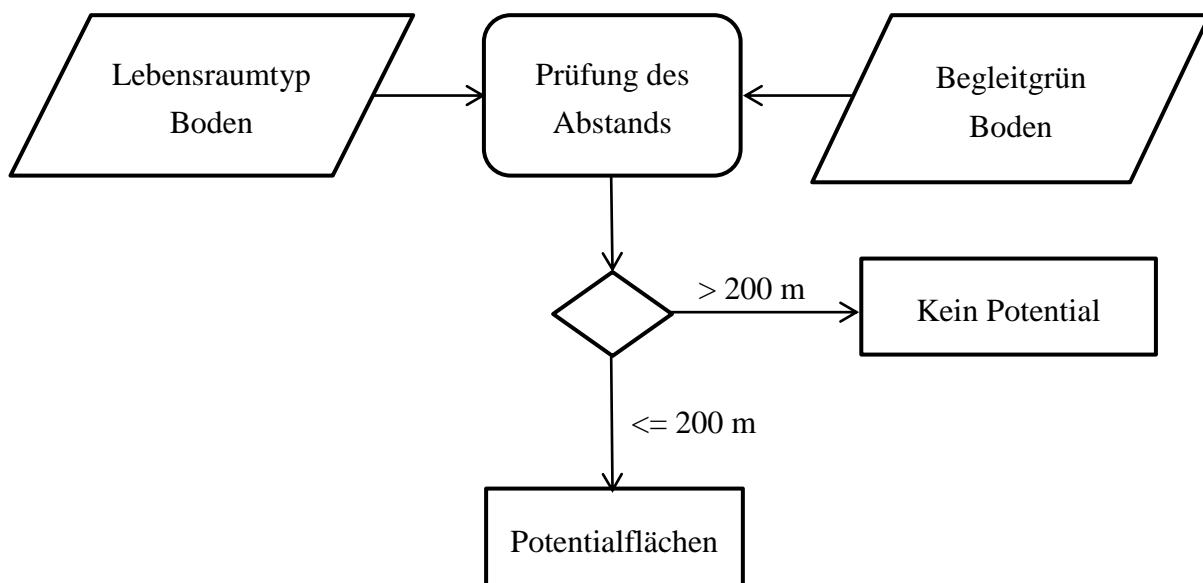 Lebensraumtyp
Boden
Prüfung des
Abstands
Begleitgrün
Boden
> 200 m
Kein Potential
<= 200 m
Potentialflächen